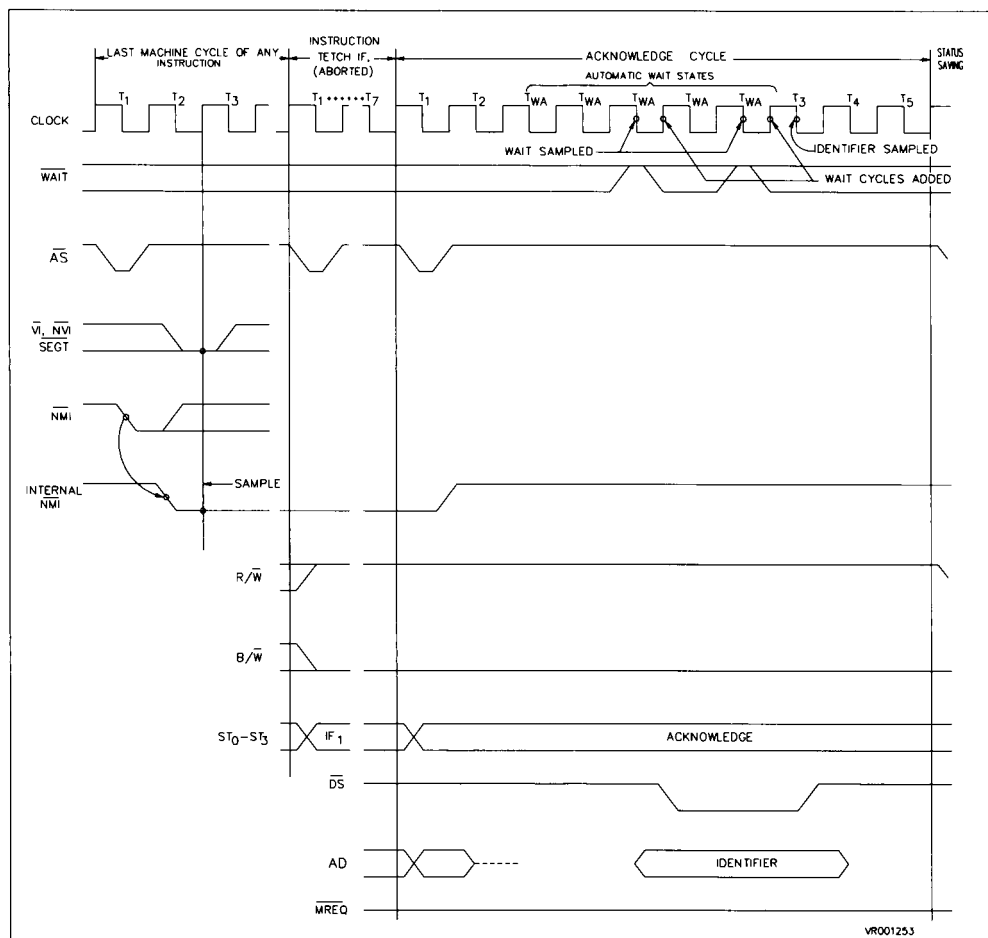 LAST MACHINE CYCLE OF ANY
INSTRUCTION
INSTRUCTION
TETCH IF,
(ABORTED)
ACKNOWLEDGE CYCLE
STATUS
SAVING
AUTOMATIC WAIT STATES
CLOCK
T1 T2 T3 T1 ······ T7 T1 T2 TWA TWA TWA TWA TWA T3 T4 T5
WAIT SAMPLED
IDENTIFIER SAMPLED
WAIT
WAIT CYCLES ADDED
AS
VI, NVI
SEGT
NMI
INTERNAL
NMI
SAMPLE
R/W
B/W
ST0-ST3
IF1
ACKNOWLEDGE
DS
AD
IDENTIFIER
MREQ
VR001253